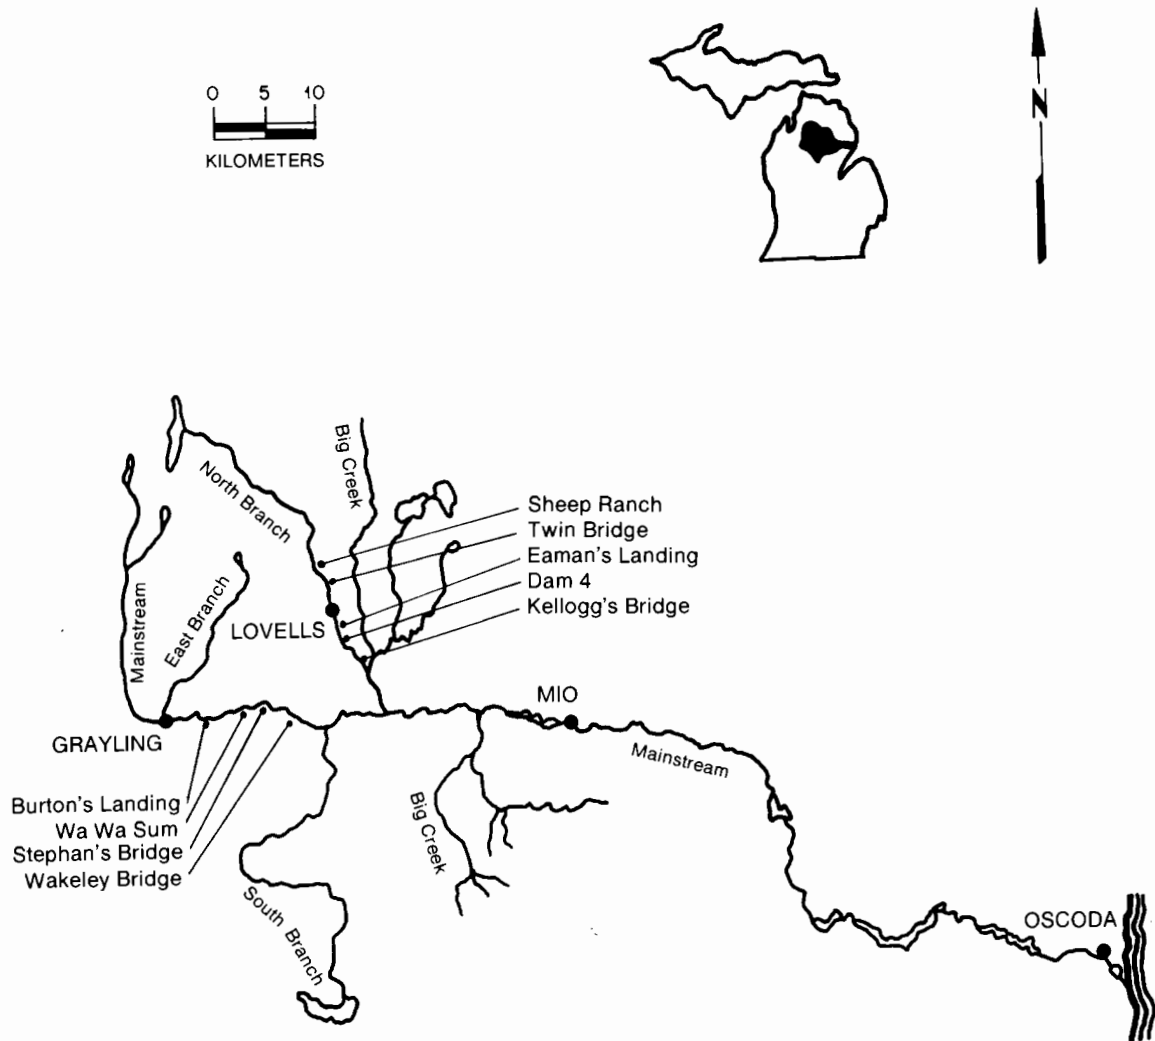 0 5 10
KILOMETERS
N
North Branch
Big Creek
Sheep Ranch
Twin Bridge
Eaman's Landing
Dam 4
Kellogg's Bridge
Mainstream
East Branch
LOVELLS
MIO
GRAYLING
Mainstream
Burton's Landing
Wa Wa Sum
Stephan's Bridge
Wakeley Bridge
Big Creek
South Branch
OSCODA